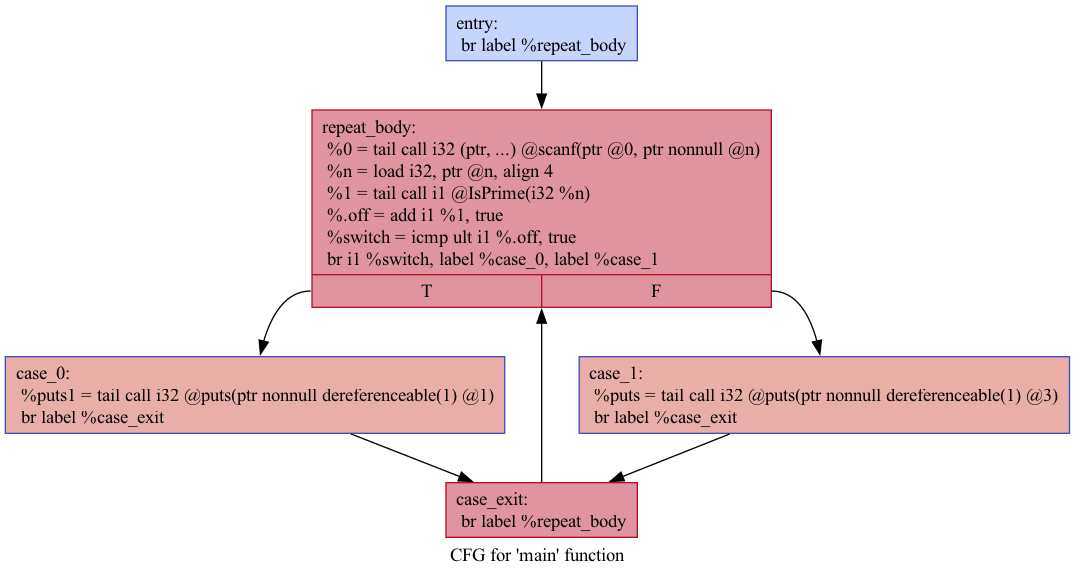 entry:
br label %repeat_body
repeat_body:
%0 = tail call i32 (ptr, ...) @scanf(ptr @0, ptr nonnull @n)
%n = load i32, ptr @n, align 4
%1 = tail call i1 @IsPrime(i32 %n)
%.off = add i1 %1, true
%switch = icmp ult i1 %.off, true
br i1 %switch, label %case_0, label %case_1
T
F
case_0:
%puts1 = tail call i32 @puts(ptr nonnull dereferenceable(1) @1)
br label %case_exit
case_1:
%puts = tail call i32 @puts(ptr nonnull dereferenceable(1) @3)
br label %case_exit
case_exit:
br label %repeat_body
CFG for 'main' function